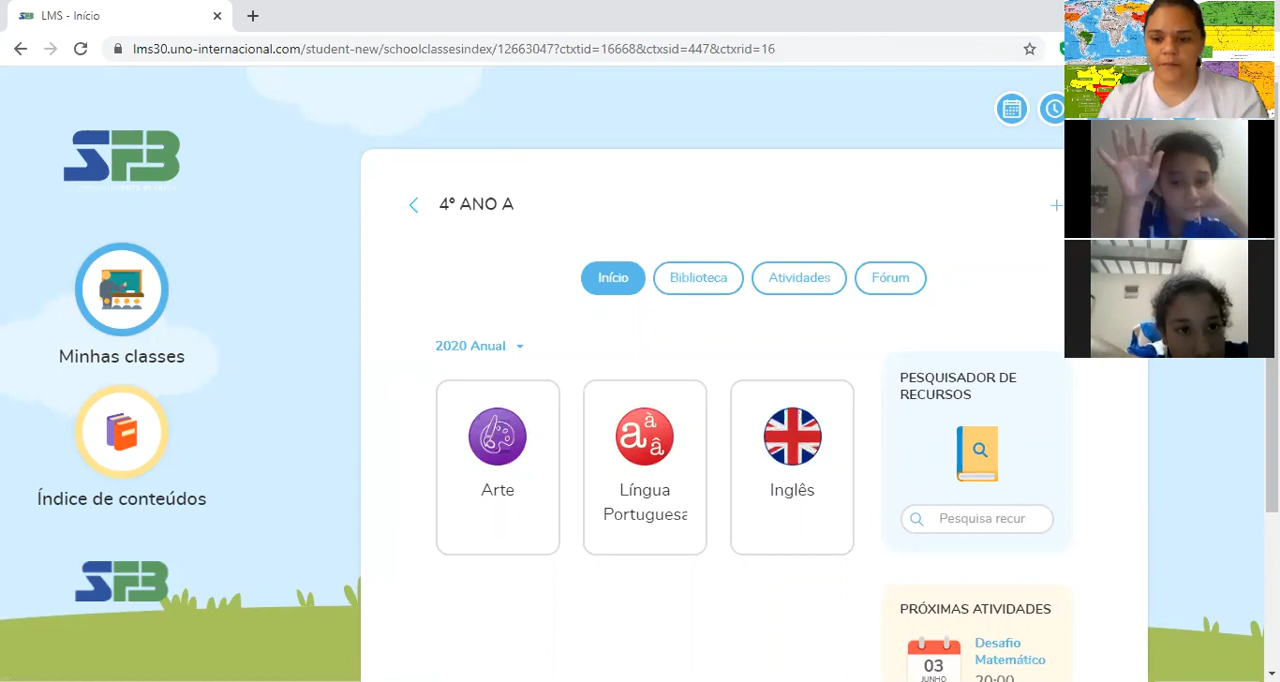 LMS - Início
lms30.uno-internacional.com/student-new/schoolclassesindex/12663047?ctxtid=16668&ctxsid=447&ctxrid=16
SFB
4º ANO A
Início
Biblioteca
Atividades
Fórum
Minhas classes
2020 Anual
PESQUISADOR DE
RECURSOS
Arte
Língua
Portuguesa
Inglês
Índice de conteúdos
Pesquisa recur
SFB
PRÓXIMAS ATIVIDADES
Desafio
Matemático
03
JUNHO
20:00